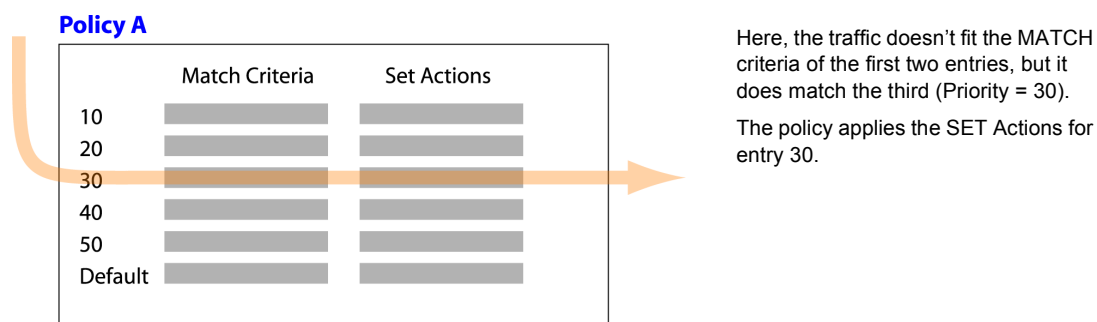 Policy A
Match Criteria Set Actions
10
20
30
40
50
Default
Here, the traffic doesn’t fit the MATCH
criteria of the first two entries, but it
does match the third (Priority = 30).
The policy applies the SET Actions for
entry 30.